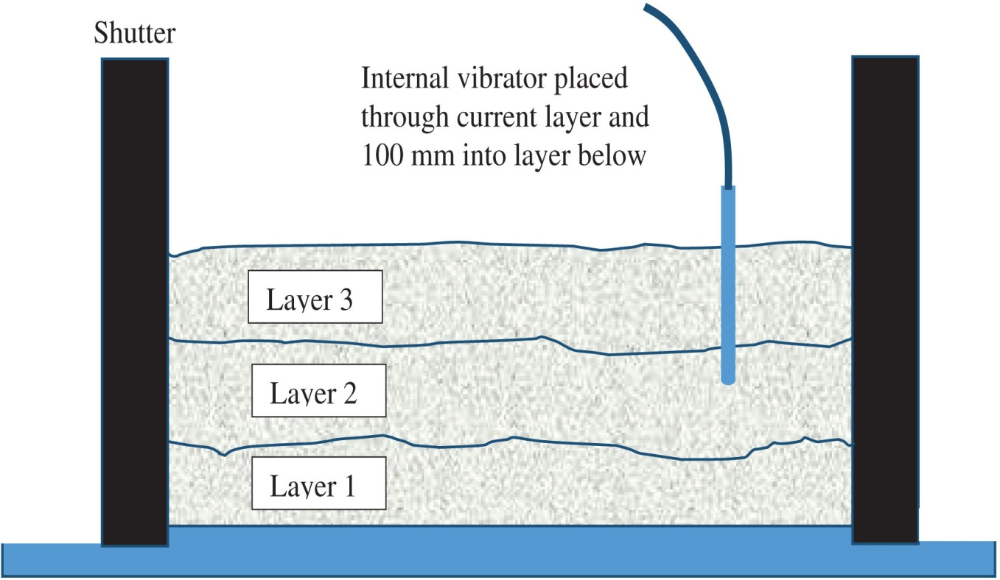 Shutter
Internal vibrator placed
through current layer and
100 mm into layer below
Layer 3
Layer 2
Layer 1